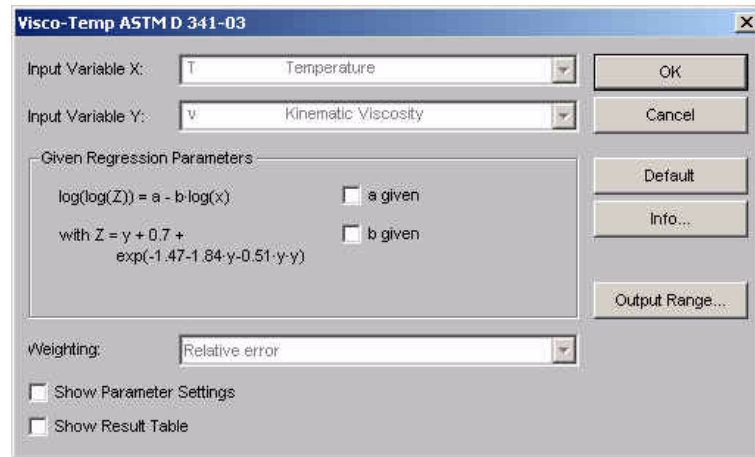 Visco-Temp ASTM D 341-03
Input Variable X: T Temperature
OK
Input Variable Y: v Kinematic Viscosity
Cancel
Given Regression Parameters
log(log(Z)) = a - b·log(x)
a given
with Z = y + 0.7 +
b given
exp(-1.47-1.84·y-0.51·y·y)
Default
Info...
Output Range...
Weighting: Relative error
Show Parameter Settings
Show Result Table